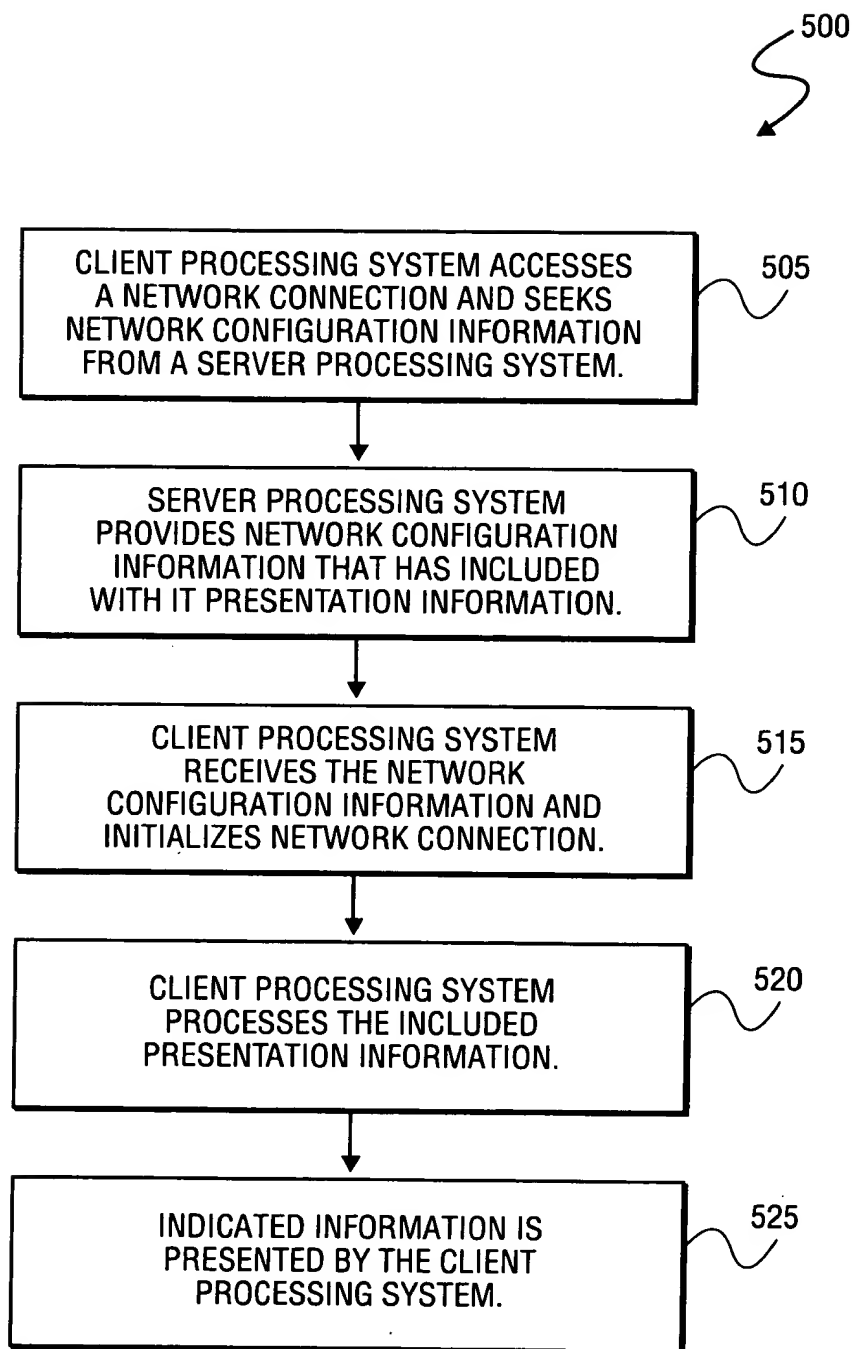 500
CLIENT PROCESSING SYSTEM ACCESSES
A NETWORK CONNECTION AND SEEKS
NETWORK CONFIGURATION INFORMATION
FROM A SERVER PROCESSING SYSTEM.
505
SERVER PROCESSING SYSTEM
PROVIDES NETWORK CONFIGURATION
INFORMATION THAT HAS INCLUDED
WITH IT PRESENTATION INFORMATION.
510
CLIENT PROCESSING SYSTEM
RECEIVES THE NETWORK
CONFIGURATION INFORMATION AND
INITIALIZES NETWORK CONNECTION.
515
CLIENT PROCESSING SYSTEM
PROCESSES THE INCLUDED
PRESENTATION INFORMATION.
520
INDICATED INFORMATION IS
PRESENTED BY THE CLIENT
PROCESSING SYSTEM.
525